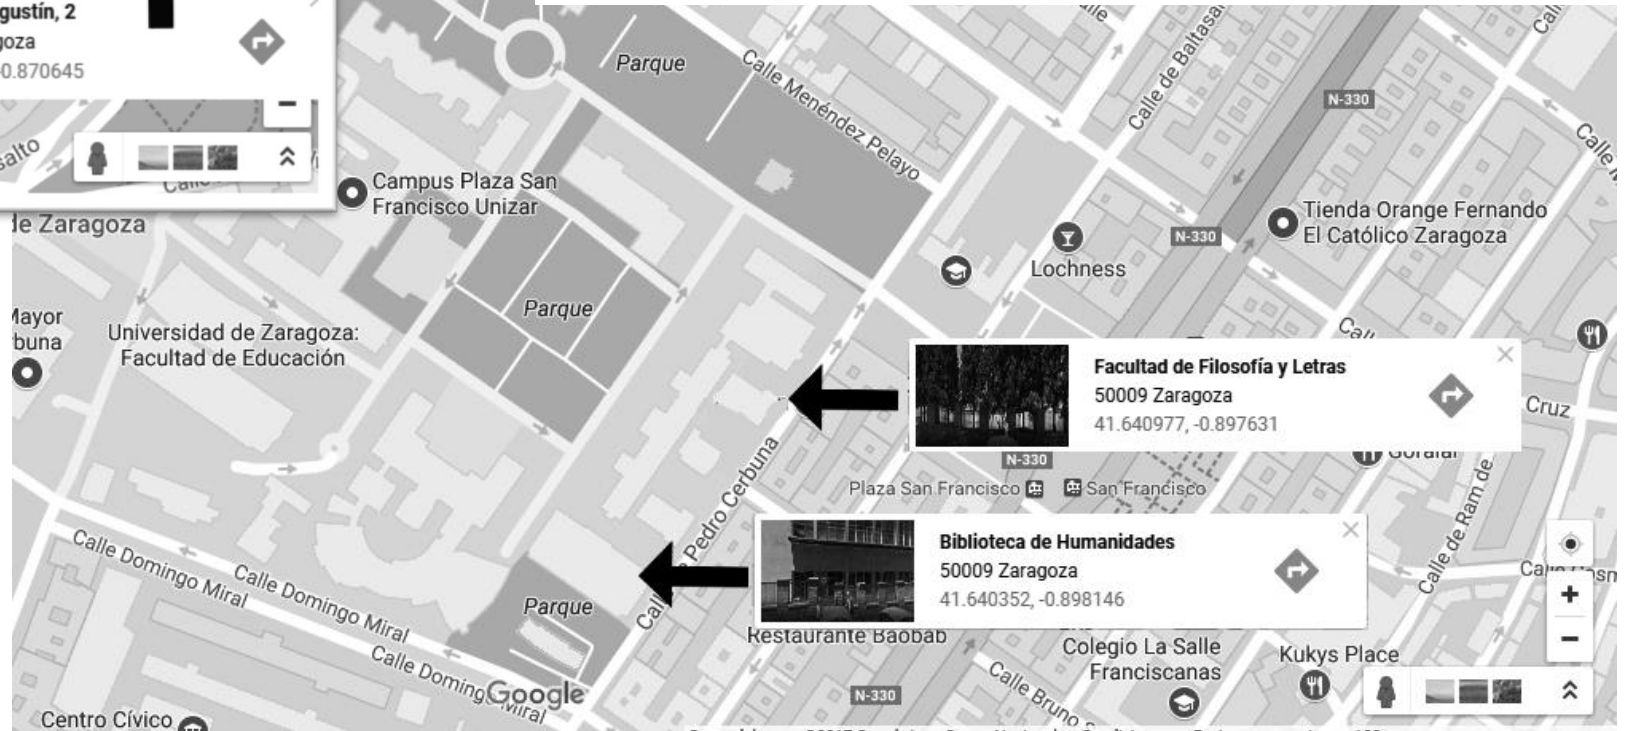 gustín, 2
goza
-0.870645
salto
Parque
Calle Menéndez Pelayo
Calle de Baltasar
N-330
Campus Plaza San
Francisco Unizar
de Zaragoza
N-330
Tienda Orange Fernando
El Católico Zaragoza
Lochness
Parque
Universidad de Zaragoza:
Facultad de Educación
Facultad de Filosofía y Letras
50009 Zaragoza
41.640977, -0.897631
Cruz
N-330
Plaza San Francisco
San Francisco
Calle de Ram de
Pedro Cerbuna
Biblioteca de Humanidades
50009 Zaragoza
41.640352, -0.898146
Calle Domingo Miral
Calle Domingo Miral
Calle Domingo Miral
Parque
Restaurante Baobab
Colegio La Salle
Franciscanas
Kukys Place
Google
N-330
Calle Bruno
Centro Cívico